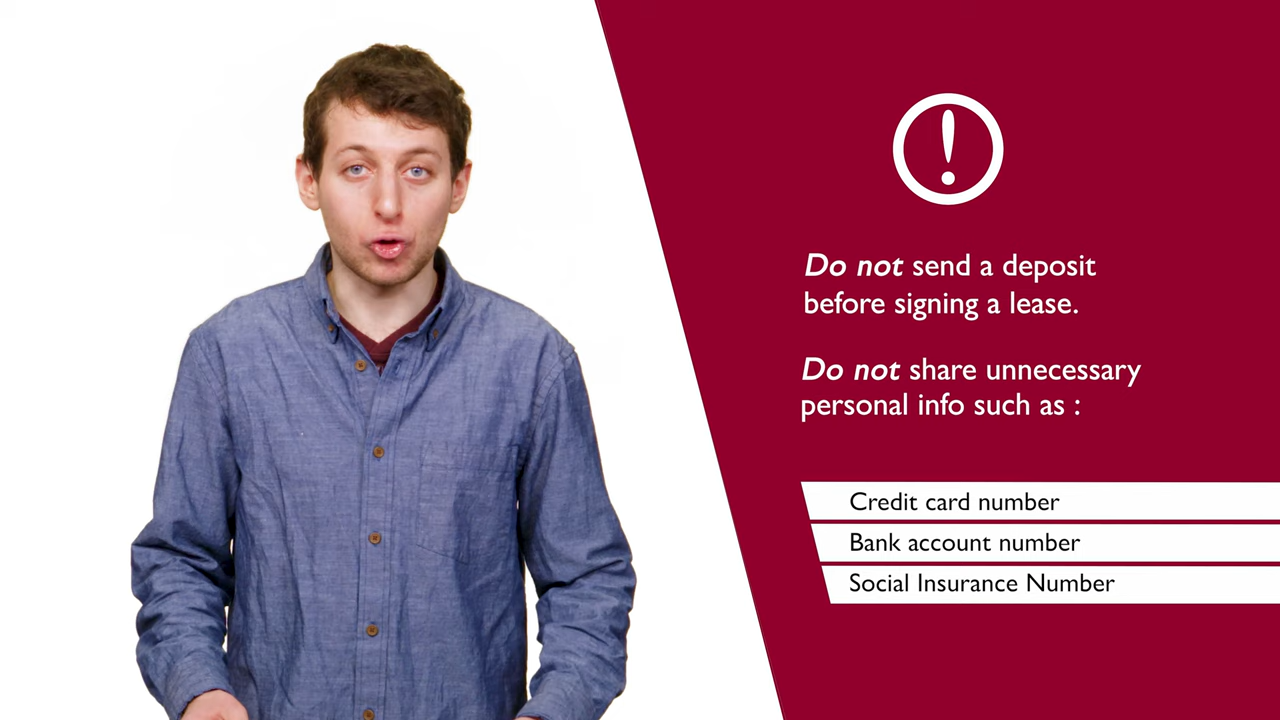 Do not send a deposit
before signing a lease.
Do not share unnecessary
personal info such as :
Credit card number
Bank account number
Social Insurance Number